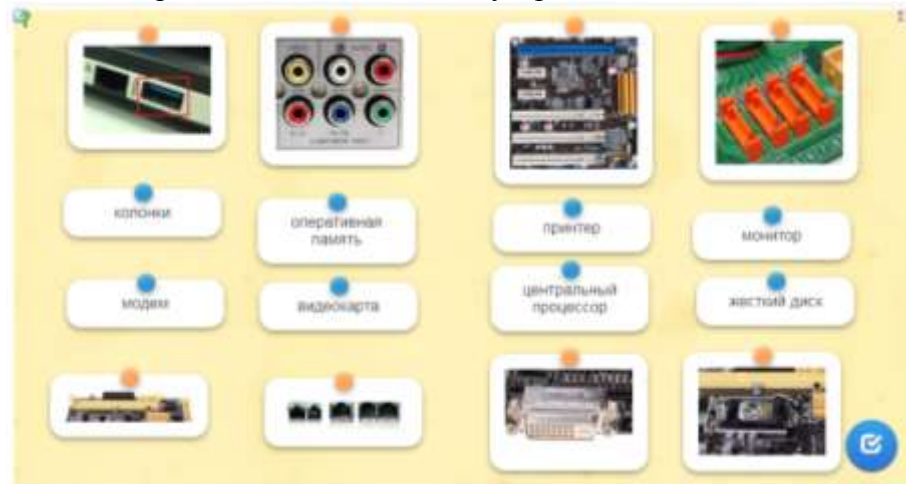 колонки
оперативная
память
принтер
монитор
модем
видеокарта
центральный
процессор
жесткий диск